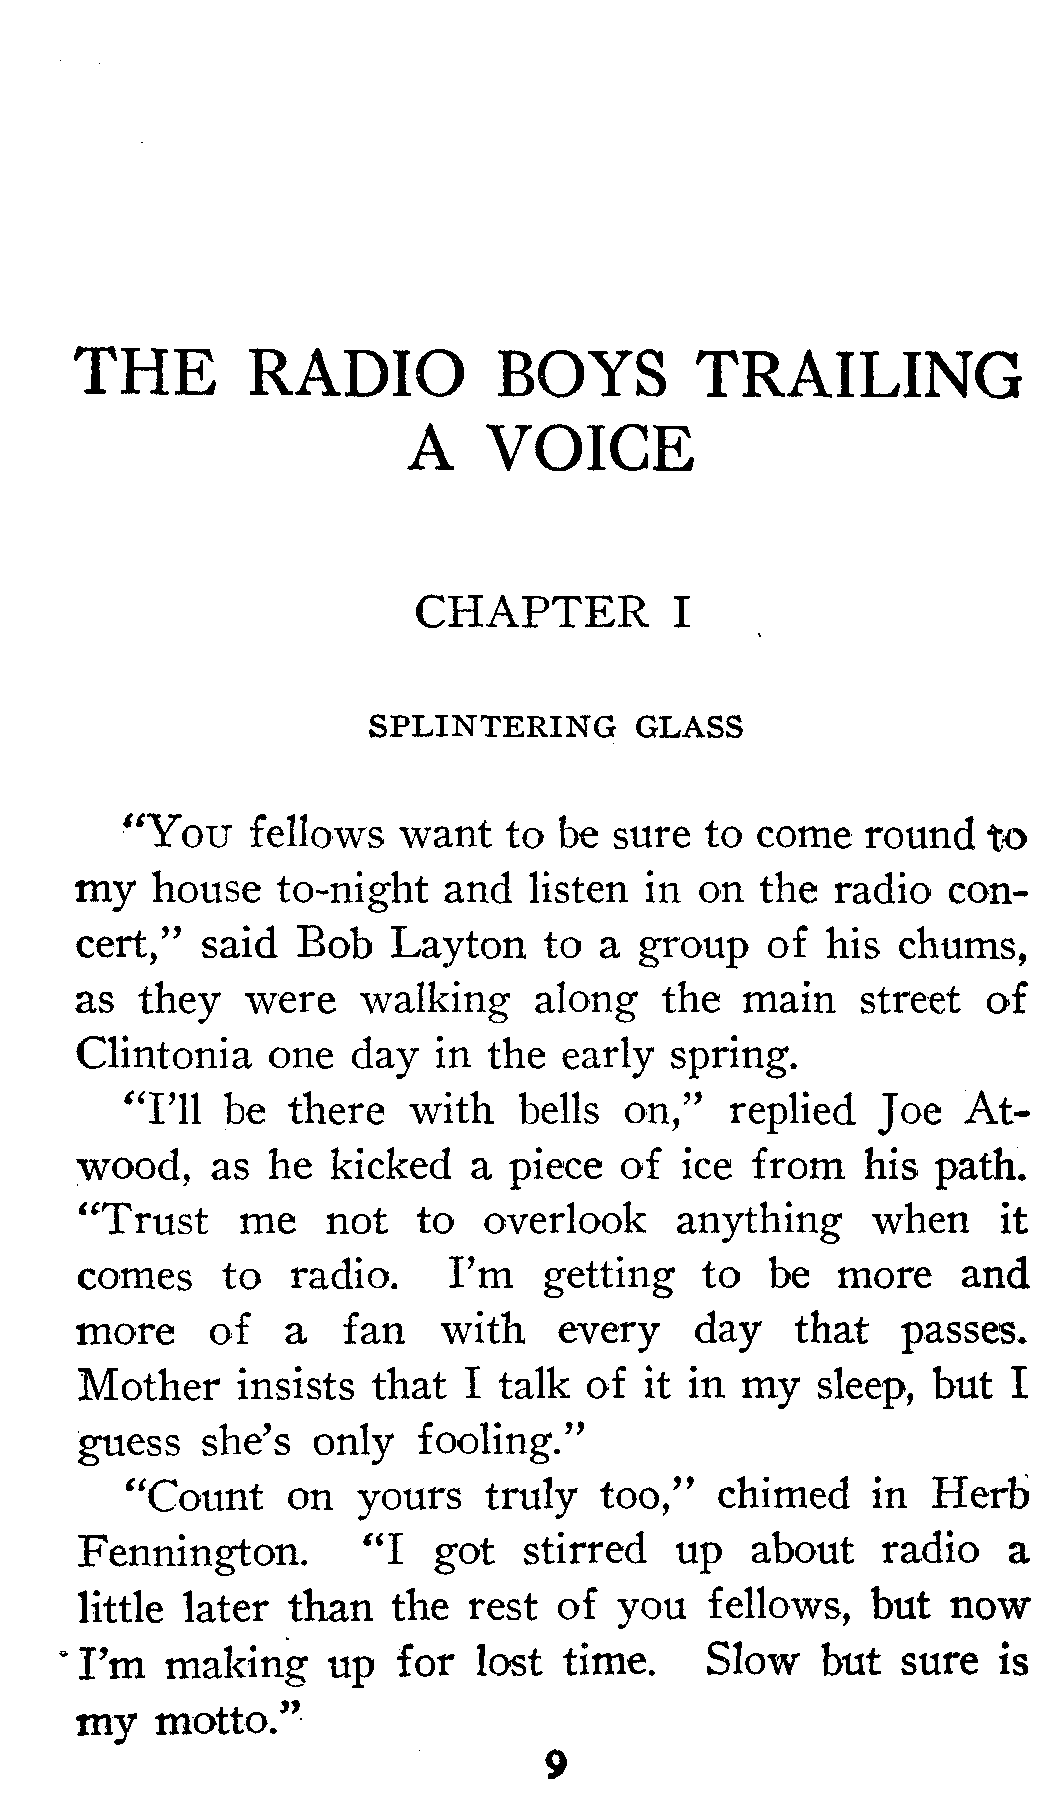 THE RADIO BOYS TRAILING
A VOICE
CHAPTER I
SPLINTERING GLASS
"You fellows want to be sure to come round to
my house to-night and listen in on the radio con-
cert," said Bob Layton to a group of his chums,
as they were walking along the main street of
Clintonia one day in the early spring.
"I'll be there with bells on," replied Joe At-
wood, as he kicked a piece of ice from his path.
"Trust me not to overlook anything when it
comes to radio. I'm getting to be more and
more of a fan with every day that passes.
Mother insists that I talk of it in my sleep, but I
guess she's only fooling."
"Count on yours truly too," chimed in Herb
Fennington. "I got stirred up about radio a
little later than the rest of you fellows, but now
I'm making up for lost time. Slow but sure is
my motto."
9